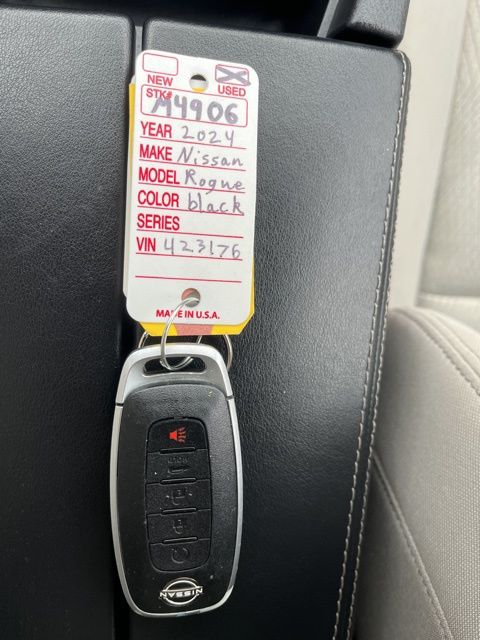 NEW USED
STK# M4906
YEAR 2024
MAKE Nissan
MODEL Rogue
COLOR black
SERIES
VIN 423176
MADE IN U.S.A.
NISSAN